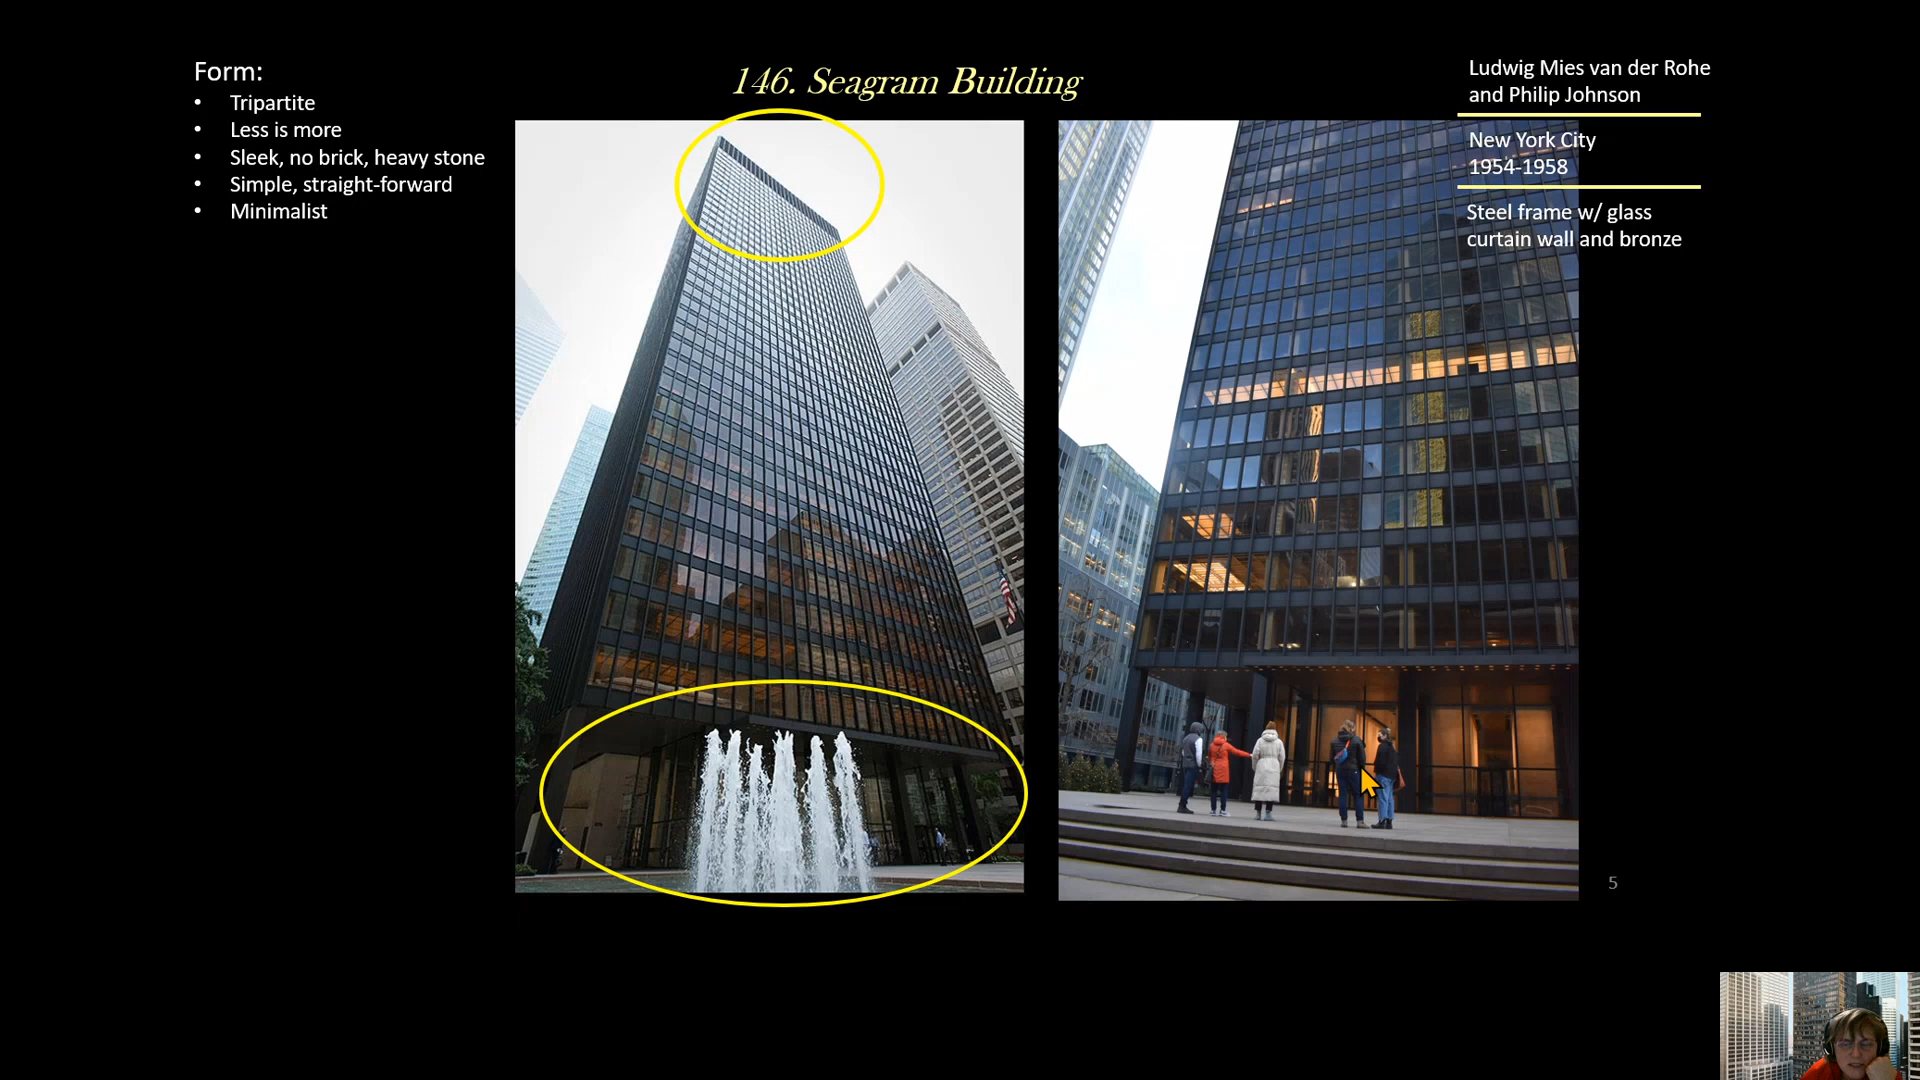 Form:
• Tripartite
• Less is more
• Sleek, no brick, heavy stone
• Simple, straight-forward
• Minimalist
146. Seagram Building
Ludwig Mies van der Rohe
and Philip Johnson
New York City
1954-1958
Steel frame w/ glass
curtain wall and bronze
5